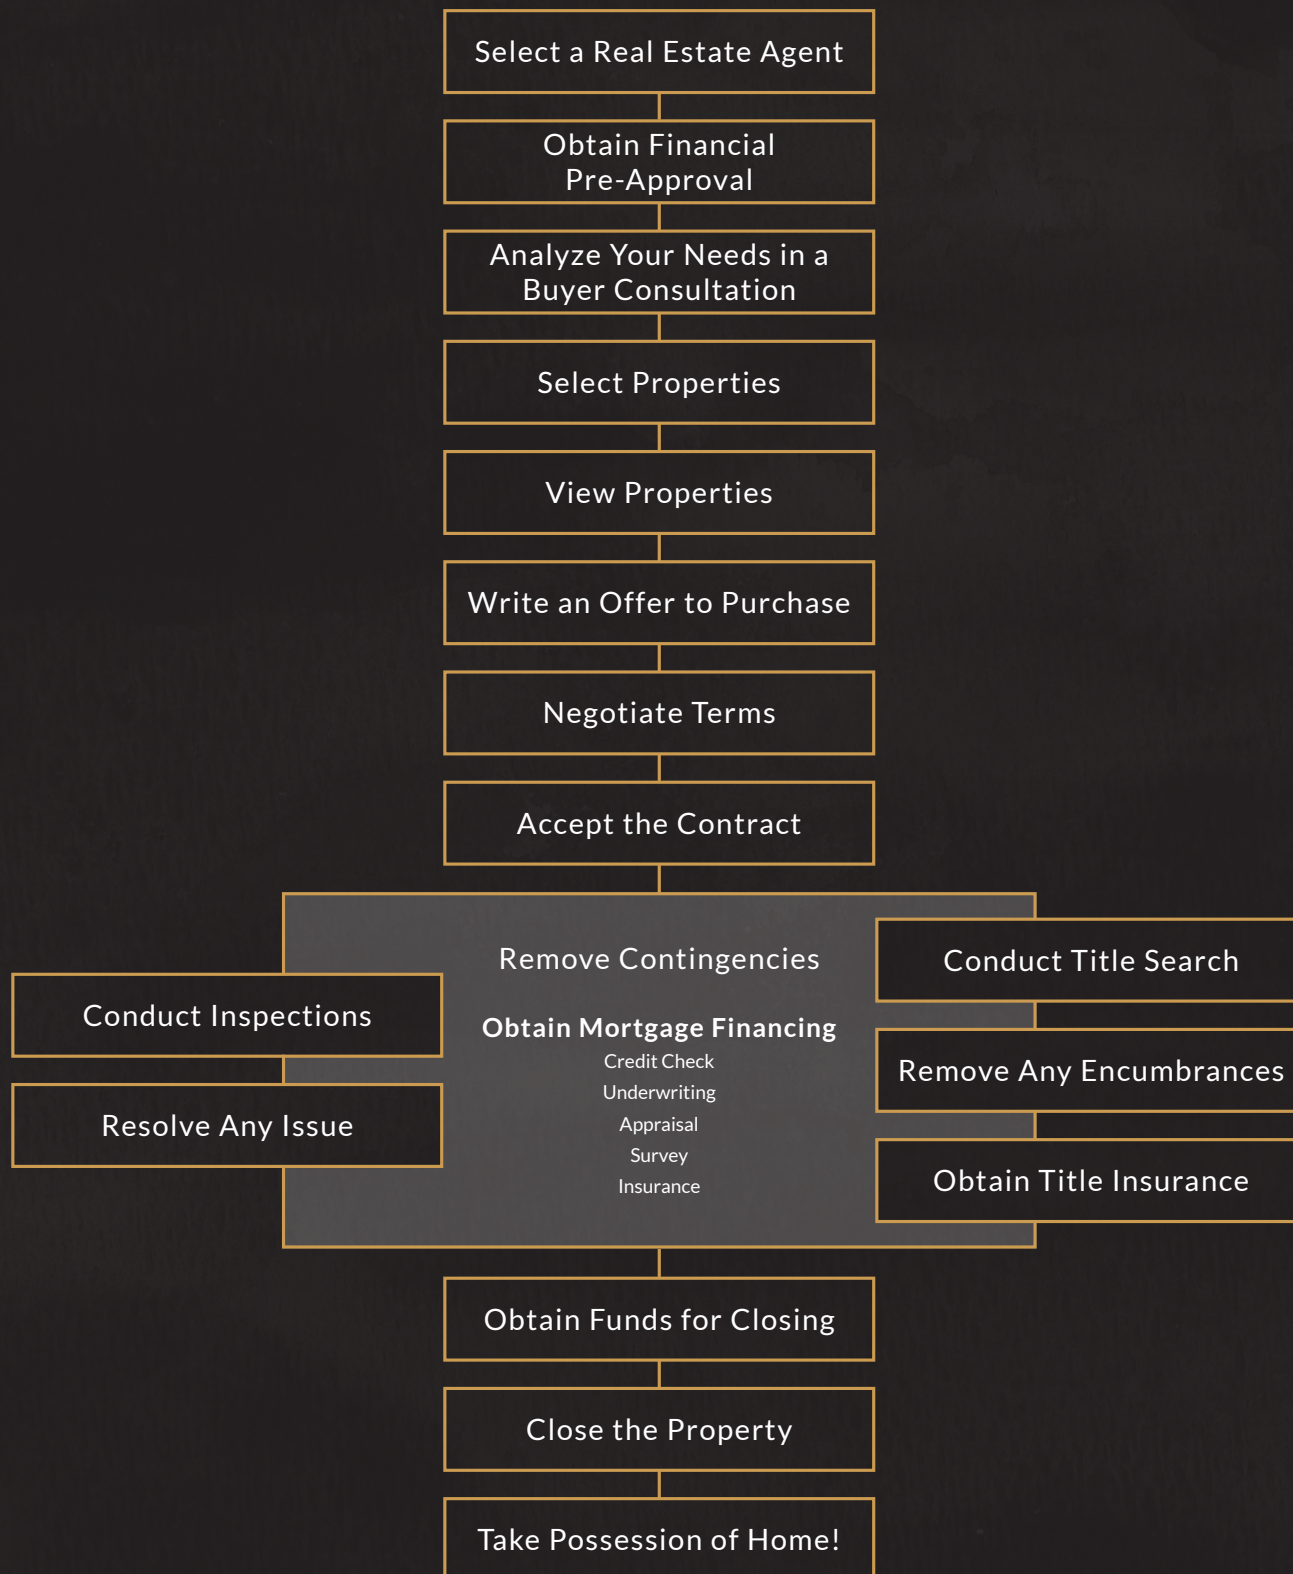 Select a Real Estate Agent
Obtain Financial
Pre-Approval
Analyze Your Needs in a
Buyer Consultation
Select Properties
View Properties
Write an Offer to Purchase
Negotiate Terms
Accept the Contract
Remove Contingencies
Obtain Mortgage Financing
Credit Check
Underwriting
Appraisal
Survey
Insurance
Conduct Inspections
Resolve Any Issue
Conduct Title Search
Remove Any Encumbrances
Obtain Title Insurance
Obtain Funds for Closing
Close the Property
Take Possession of Home!